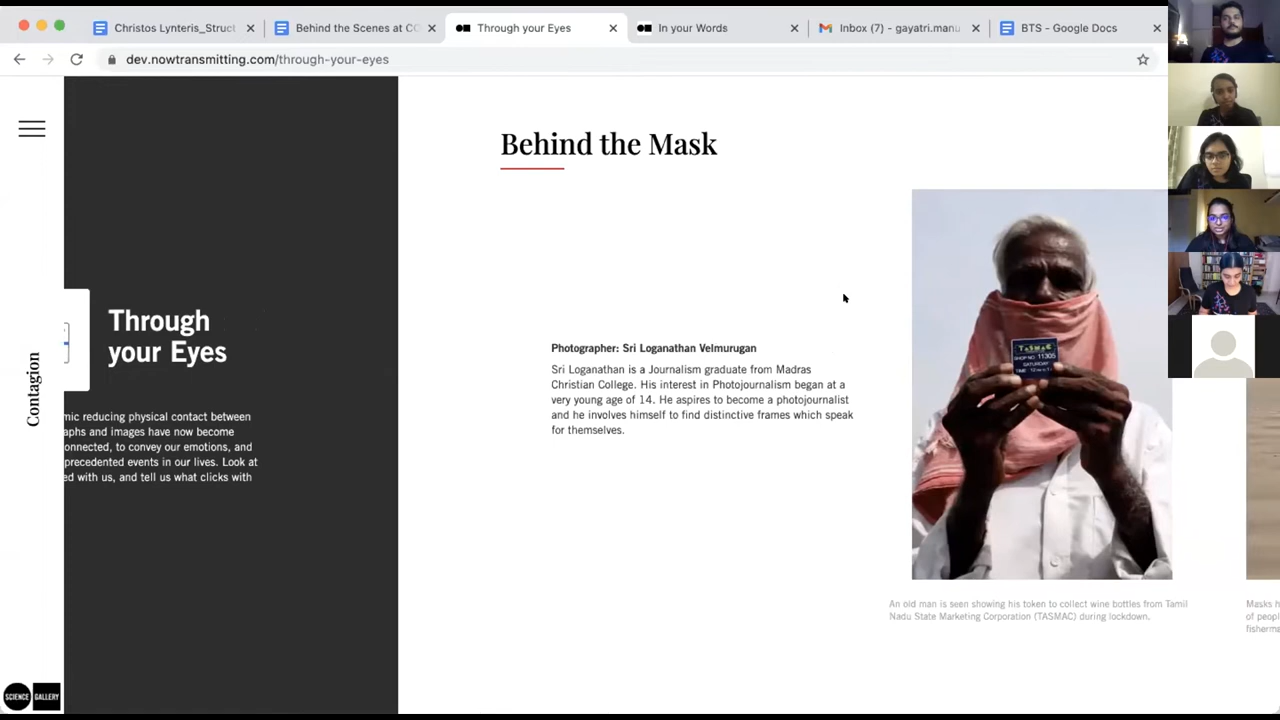 Christos Lynteris_Struct
Behind the Scenes at CC
Through your Eyes
In your Words
Inbox (7) - gayatri.manu
BTS - Google Docs
dev.nowtransmitting.com/through-your-eyes
Contagion
SCIENCE GALLERY
Through
your Eyes
mic reducing physical contact between
aphs and images have now become
onnected, to convey our emotions, and
precedented events in our lives. Look at
ed with us, and tell us what clicks with
Behind the Mask
Photographer: Sri Loganathan Velmurugan
Sri Loganathan is a Journalism graduate from Madras
Christian College. His interest in Photojournalism began at a
very young age of 14. He aspires to become a photojournalist
and he involves himself to find distinctive frames which speak
for themselves.
TASMAC
SHOP NO 11305
SATURDAY
An old man is seen showing his token to collect wine bottles from Tamil
Nadu State Marketing Corporation (TASMAC) during lockdown.
Masks h
of peopl
fisherma